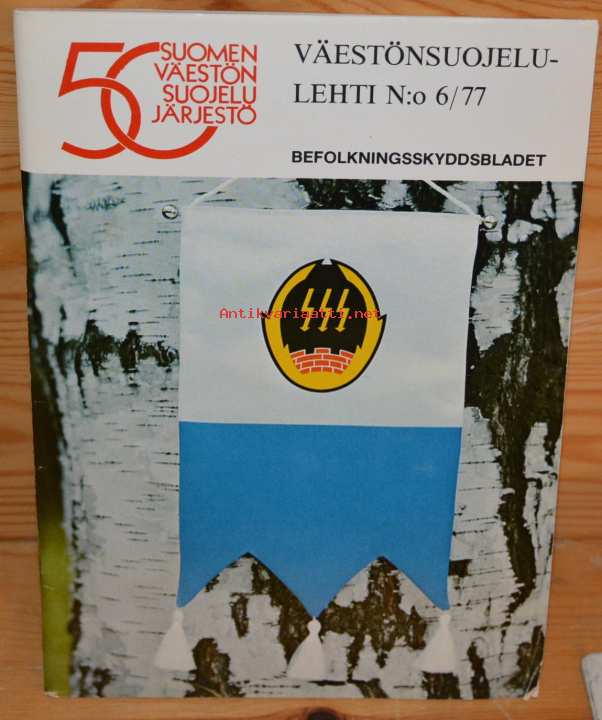 50
SUOMEN
VÄESTÖN
SUOJELU
JÄRJESTÖ
VÄESTÖNSUOJELU-
LEHTI N:o 6/77
BEFOLKNINGSSKYDDSBLADET
Antikvariaatti.net